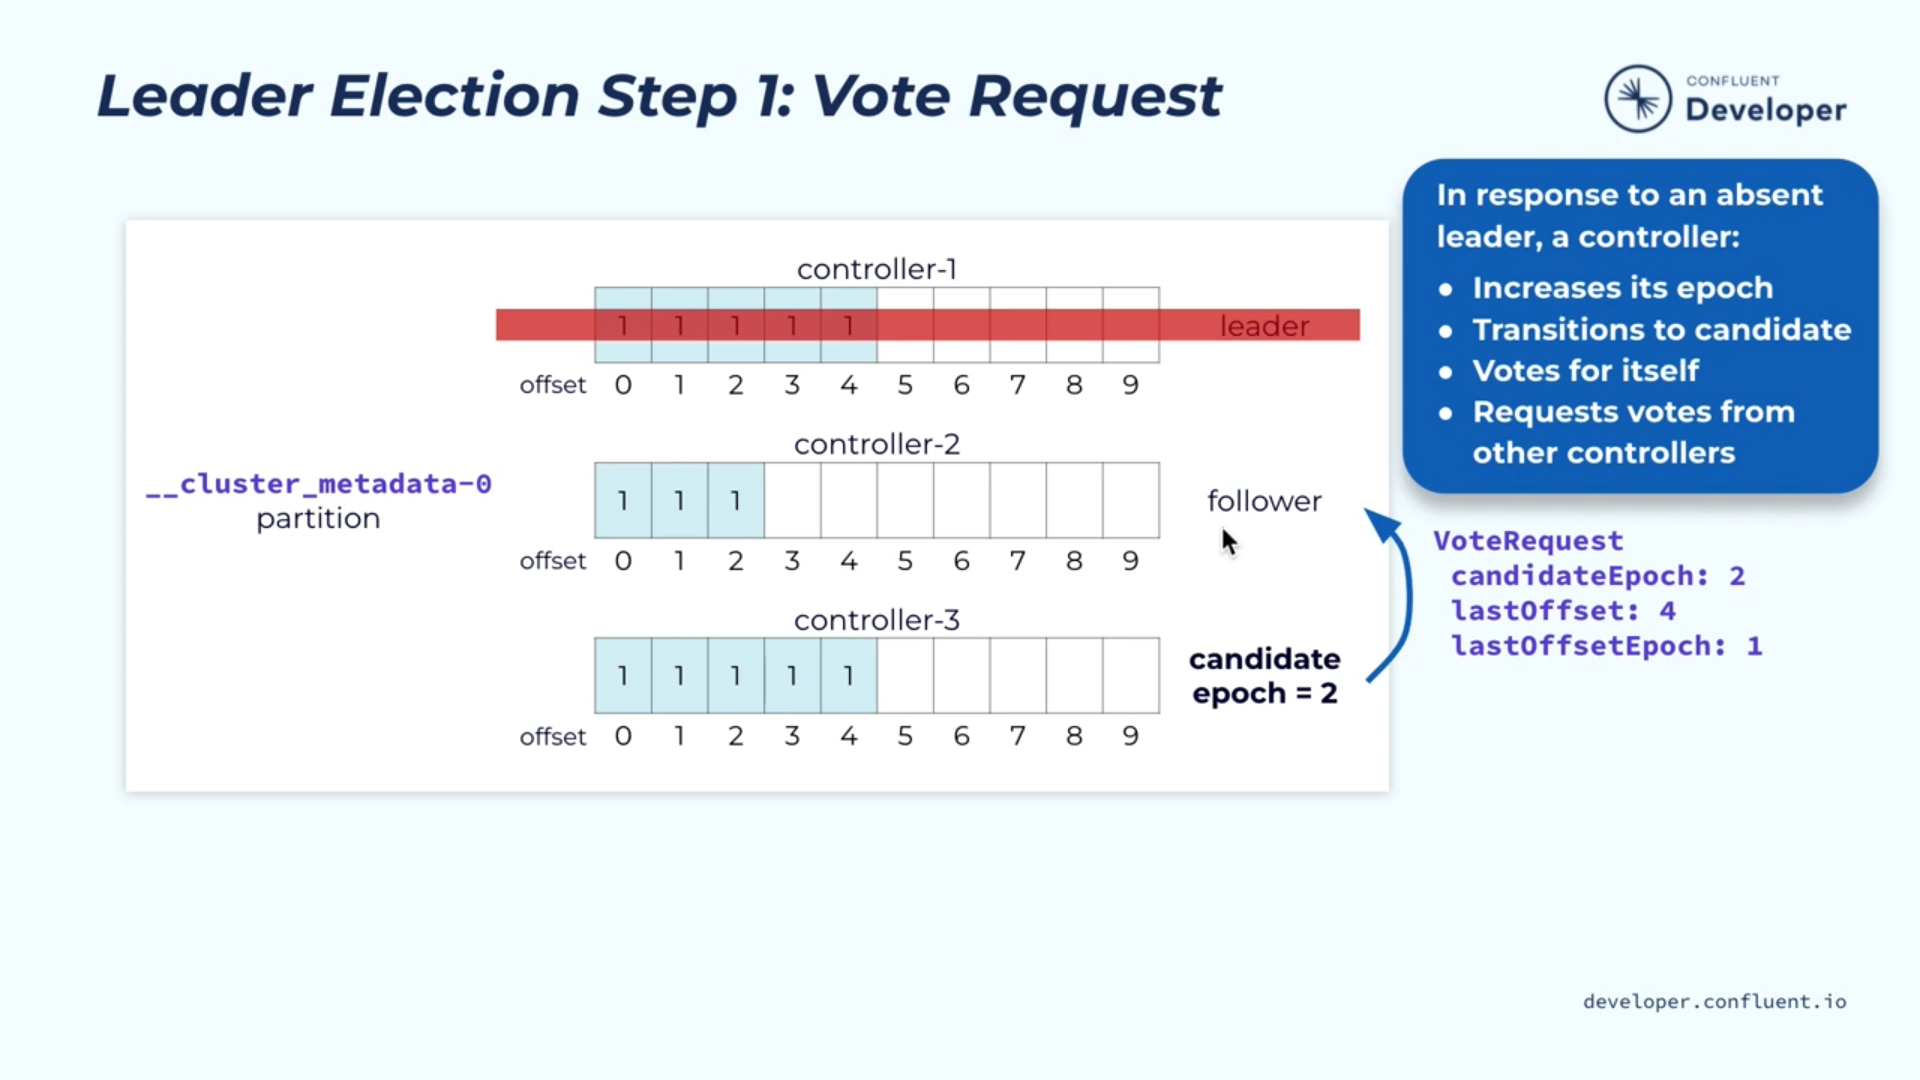 Leader Election Step 1: Vote Request
CONFLUENT
Developer
In response to an absent
leader, a controller:
● Increases its epoch
● Transitions to candidate
● Votes for itself
● Requests votes from
other controllers
controller-1
1 1 1 1 1 leader
offset 0 1 2 3 4 5 6 7 8 9
controller-2
__cluster_metadata-0
partition
1 1 1 follower
offset 0 1 2 3 4 5 6 7 8 9
controller-3
1 1 1 1 1
candidate
epoch = 2
offset 0 1 2 3 4 5 6 7 8 9
VoteRequest
candidateEpoch: 2
lastOffset: 4
lastOffsetEpoch: 1
developer.confluent.io